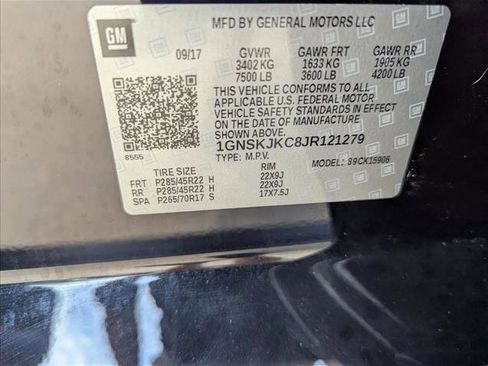 GM
MFD BY GENERAL MOTORS LLC
09/17 GVWR GAWR FRT GAWR RR
3402 KG 1633 KG 1905 KG
7500 LB 3600 LB 4200 LB
THIS VEHICLE CONFORMS TO ALL
APPLICABLE U.S. FEDERAL MOTOR
VEHICLE SAFETY STANDARDS IN EFFECT
ON THE DATE OF MANUFACTURE
SHOWN ABOVE.
1GNSKJKC8JR121279
8555 TYPE: M.P.V. MODEL:
TIRE SIZE RIM
FRT P285/45R22 H 22X9J
RR P285/45R22 H 22X9J
SPA P265/70R17 S 17X7.5J